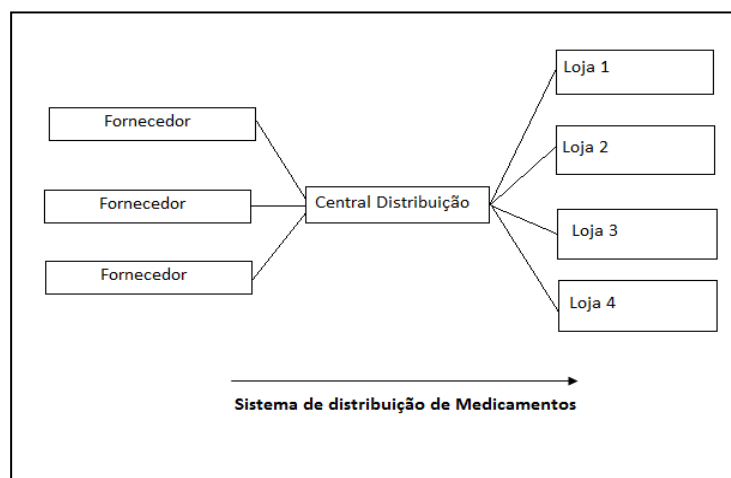 Fornecedor
Fornecedor
Fornecedor
Central Distribuição
Loja 1
Loja 2
Loja 3
Loja 4
Sistema de distribuição de Medicamentos